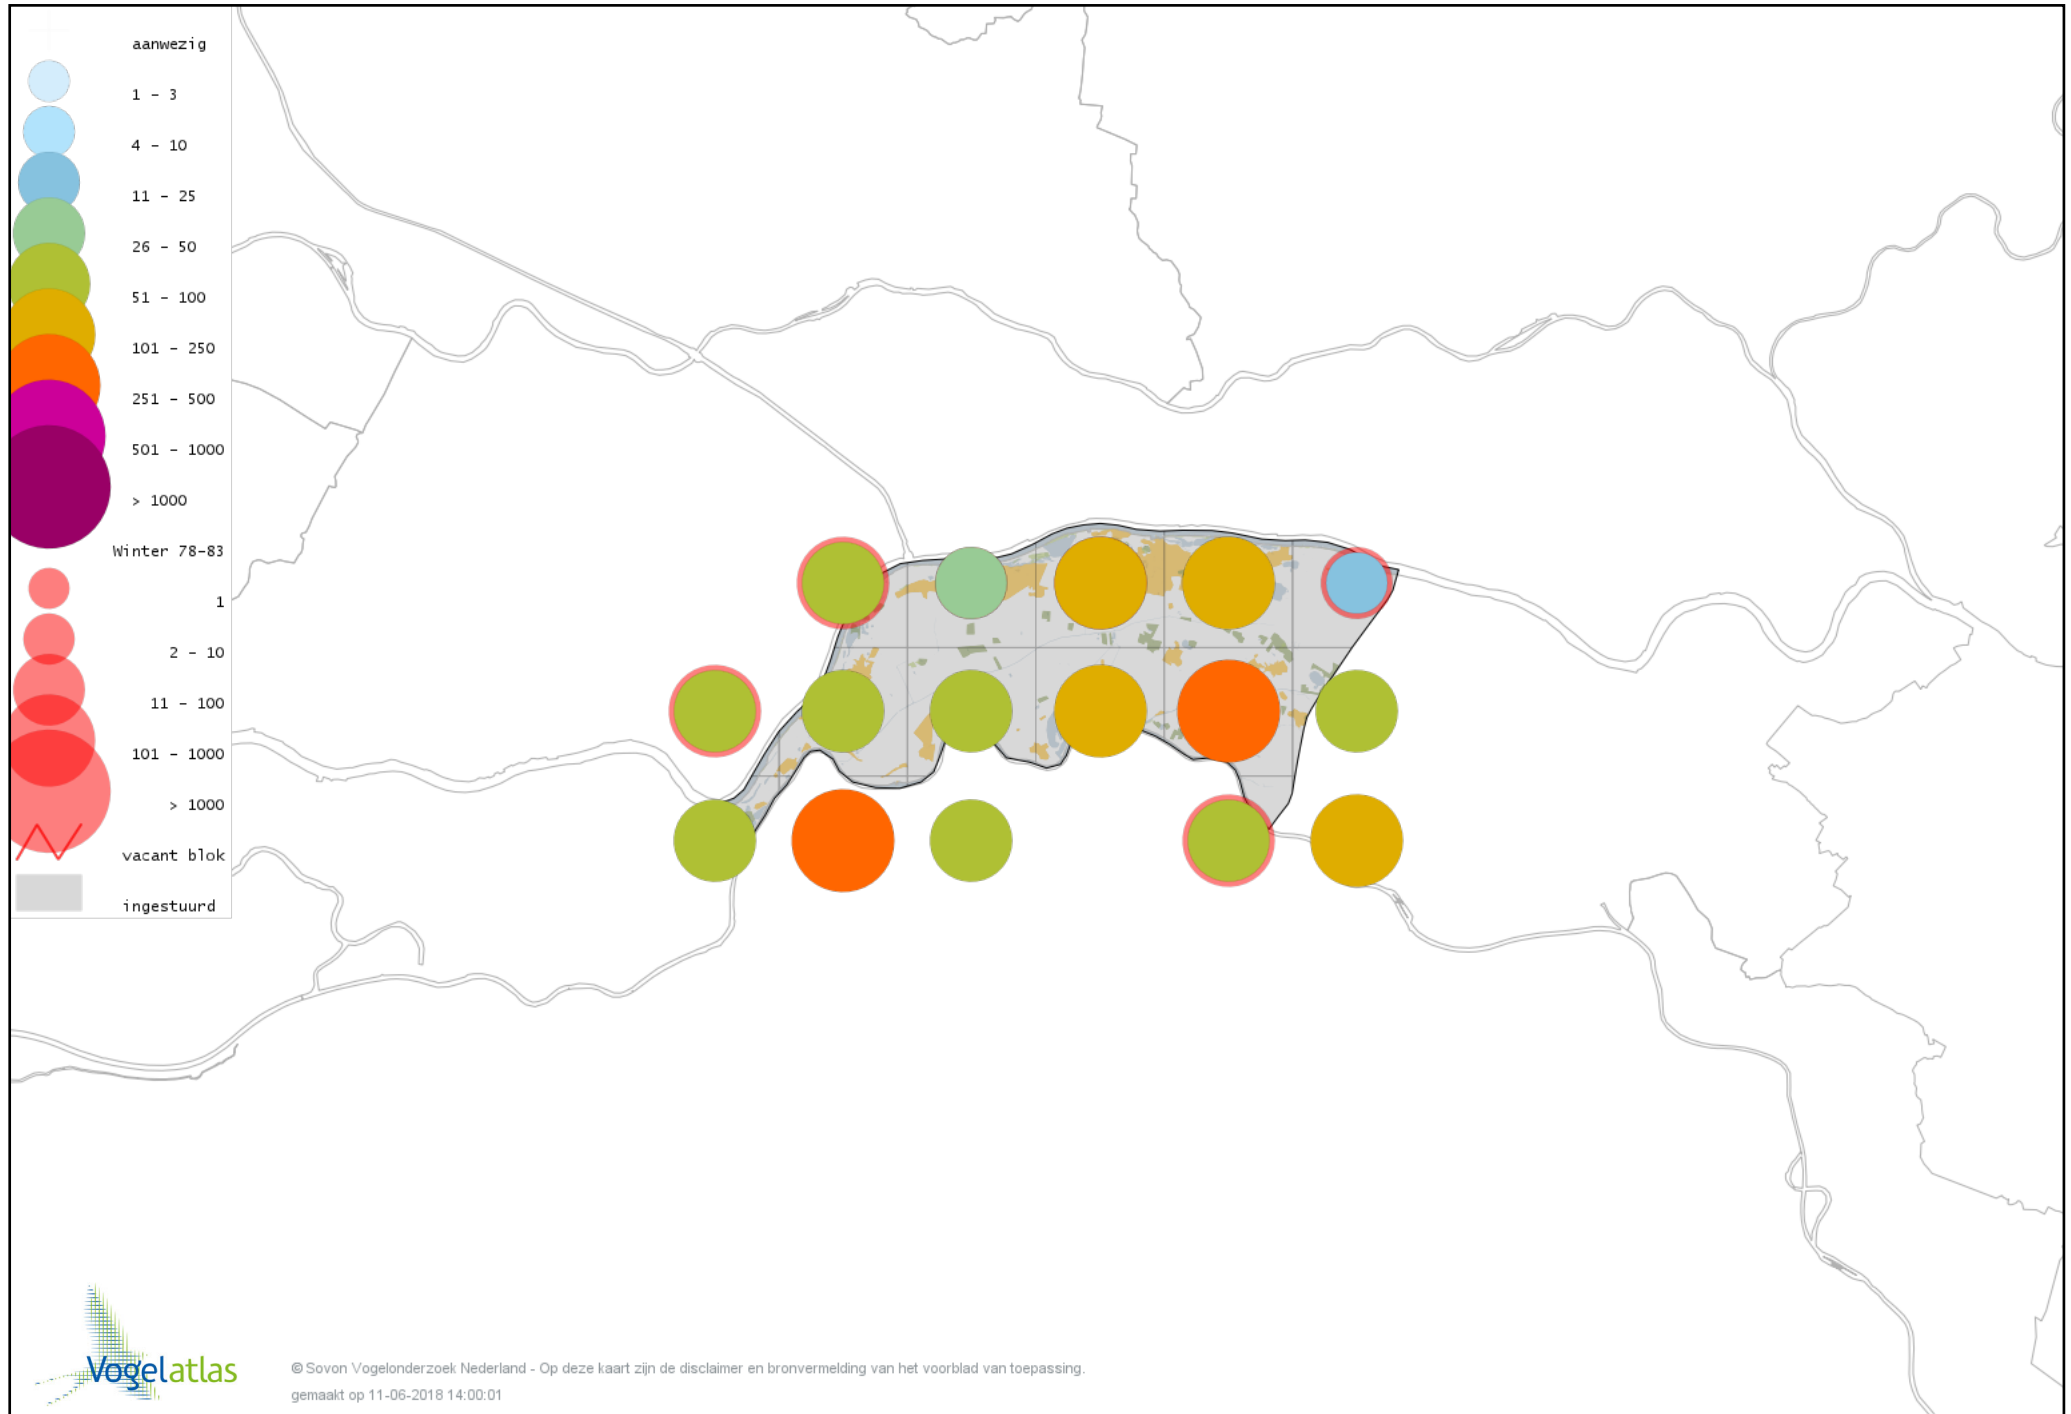 aanwezig
1 - 3
4 - 10
11 - 25
26 - 50
51 - 100
101 - 250
251 - 500
501 - 1000
> 1000
Winter 78-83
1
2 - 10
11 - 100
101 - 1000
> 1000
vacant blok
ingestuurd
Vogelatlas
© Sovon Vogelonderzoek Nederland - Op deze kaart zijn de disclaimer en bronvermelding van het voorblad van toepassing.
gemaakt op 11-06-2018 14:00:01